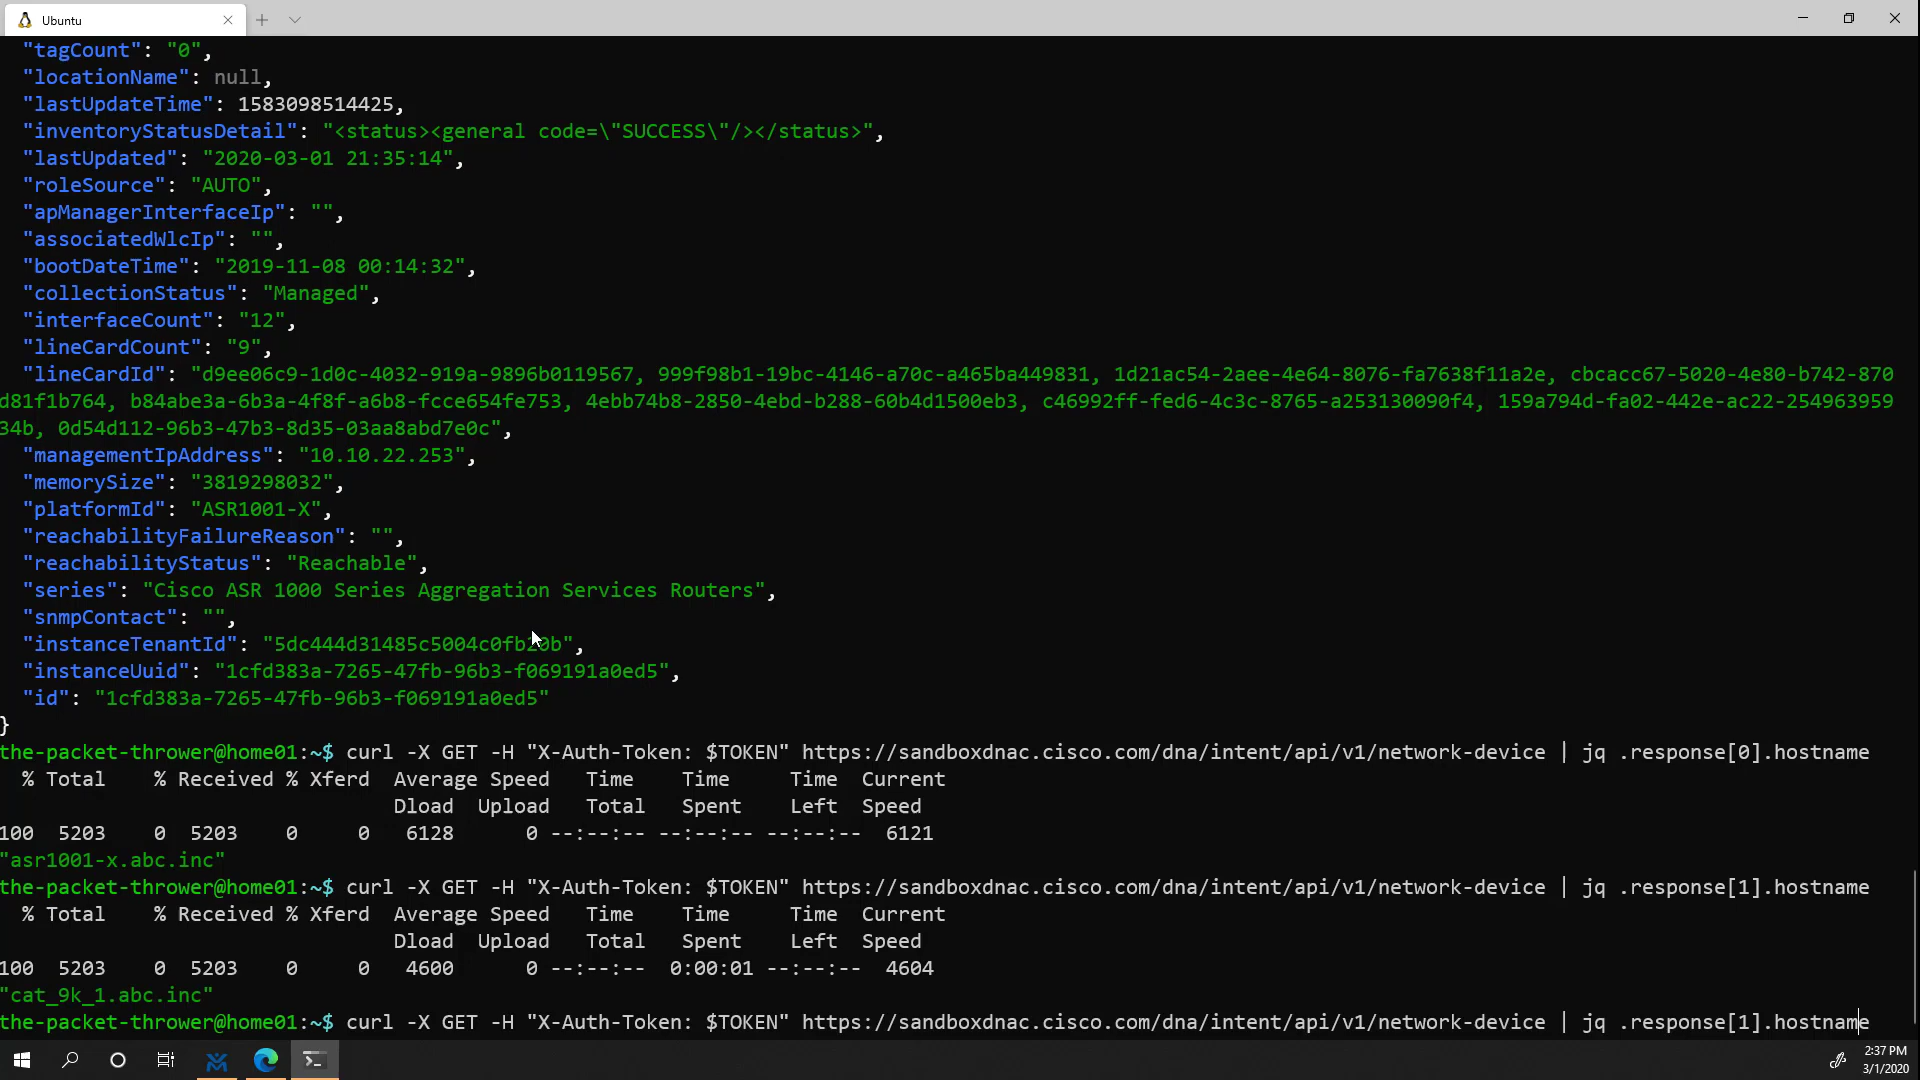 Ubuntu
"tagCount": "0",
"locationName": null,
"lastUpdateTime": 1583098514425,
"inventoryStatusDetail": "<status><general code=\"SUCCESS\"/></status>",
"lastUpdated": "2020-03-01 21:35:14",
"roleSource": "AUTO",
"apManagerInterfaceIp": "",
"associatedWlcIp": "",
"bootDateTime": "2019-11-08 00:14:32",
"collectionStatus": "Managed",
"interfaceCount": "12",
"lineCardCount": "9",
"lineCardId": "d9ee06c9-1d0c-4032-919a-9896b0119567, 999f98b1-19bc-4146-a70c-a465ba449831, 1d21ac54-2aee-4e64-8076-fa7638f11a2e, cbcacc67-5020-4e80-b742-870
d81f1b764, b84abe3a-6b3a-4f8f-a6b8-fcce654fe753, 4ebb74b8-2850-4ebd-b288-60b4d1500eb3, c46992ff-fed6-4c3c-8765-a253130090f4, 159a794d-fa02-442e-ac22-254963959
34b, 0d54d112-96b3-47b3-8d35-03aa8abd7e0c",
"managementIpAddress": "10.10.22.253",
"memorySize": "3819298032",
"platformId": "ASR1001-X",
"reachabilityFailureReason": "",
"reachabilityStatus": "Reachable",
"series": "Cisco ASR 1000 Series Aggregation Services Routers",
"snmpContact": "",
"instanceTenantId": "5dc444d31485c5004c0fb20b",
"instanceUuid": "1cfd383a-7265-47fb-96b3-f069191a0ed5",
"id": "1cfd383a-7265-47fb-96b3-f069191a0ed5"
}
the-packet-thrower@home01:~$ curl -X GET -H "X-Auth-Token: $TOKEN" https://sandboxdnac.cisco.com/dna/intent/api/v1/network-device | jq .response[0].hostname
% Total % Received % Xferd Average Speed Time Time Time Current
Dload Upload Total Spent Left Speed
100 5203 0 5203 0 0 6128 0 --:--:-- --:--:-- --:--:-- 6121
"asr1001-x.abc.inc"
the-packet-thrower@home01:~$ curl -X GET -H "X-Auth-Token: $TOKEN" https://sandboxdnac.cisco.com/dna/intent/api/v1/network-device | jq .response[1].hostname
% Total % Received % Xferd Average Speed Time Time Time Current
Dload Upload Total Spent Left Speed
100 5203 0 5203 0 0 4600 0 --:--:-- 0:00:01 --:--:-- 4604
"cat_9k_1.abc.inc"
the-packet-thrower@home01:~$ curl -X GET -H "X-Auth-Token: $TOKEN" https://sandboxdnac.cisco.com/dna/intent/api/v1/network-device | jq .response[1].hostname
2:37 PM
3/1/2020